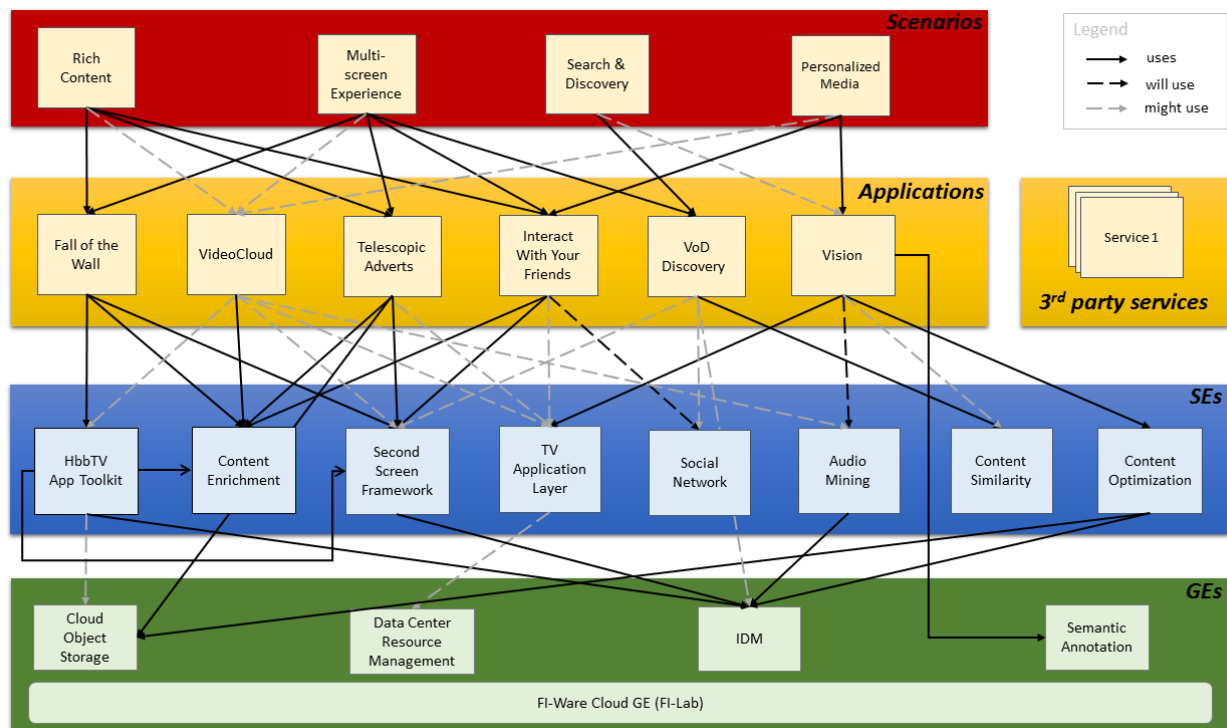 Scenarios
Rich
Content
Multi-
screen
Experience
Search &
Discovery
Personalized
Media
Legend
uses
will use
might use
Applications
Fall of the
Wall
VideoCloud
Telescopic
Adverts
Interact
With Your
Friends
VoD
Discovery
Vision
Service 1
3rd party services
SEs
HbbTV
App Toolkit
Content
Enrichment
Second
Screen
Framework
TV
Application
Layer
Social
Network
Audio
Mining
Content
Similarity
Content
Optimization
GEs
Cloud
Object
Storage
Data Center
Resource
Management
IDM
Semantic
Annotation
FI-Ware Cloud GE (FI-Lab)